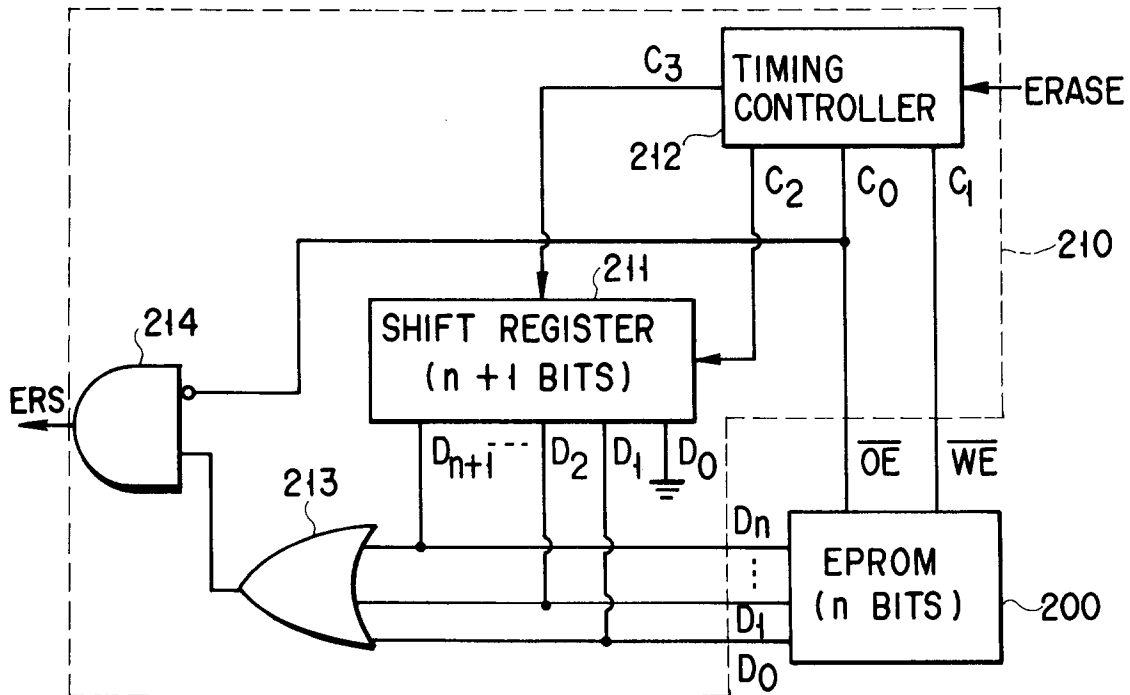 C3
TIMING
CONTROLLER
ERASE
212
C2
C0
C1
210
211
SHIFT REGISTER
(n + 1 BITS)
214
ERS
Dn+1
----
D2
D1
D0
OE
WE
213
Dn
EPROM
(n BITS)
200
D1
D0